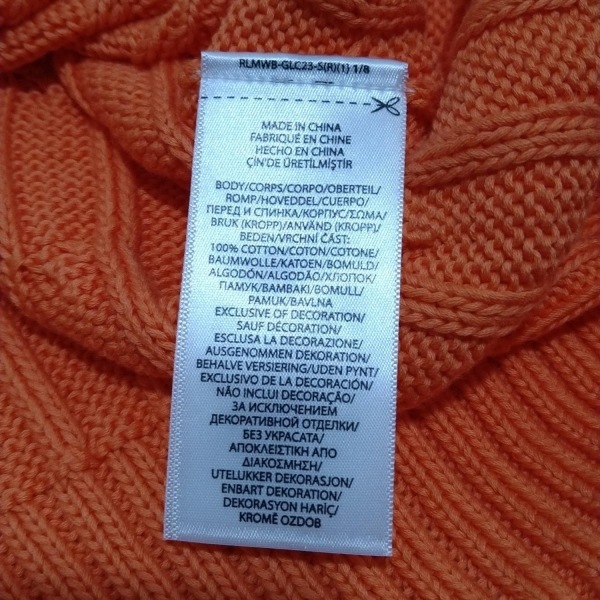 RLMWB-GLC23-S(R)(1) 1/8
MADE IN CHINA
FABRIQUÉ EN CHINE
HECHO EN CHINA
ÇİN'DE ÜRETİLMİŞTİR
BODY/CORPS/CORPO/OBERTEIL/
ROMP/HOVEDDEL/CUERPO/
ПЕРЕД И СПИНКА/КОРПУС/ΣΩΜΑ/
BRUK (KROPP)/ANVÄND (KROPP)/
BEDEN/VRCHNÍ ČÁST:
100% COTTON/COTON/COTONE/
BAUMWOLLE/KATOEN/BOMULD/
ALGODÓN/ALGODÃO/ХЛОПОК/
ПАМУК/ΒΑΜΒΑΚΙ/BOMULL/
PAMUK/BAVLNA
EXCLUSIVE OF DECORATION/
SAUF DÉCORATION/
ESCLUSA LA DECORAZIONE/
AUSGENOMMEN DEKORATION/
BEHALVE VERSIERING/UDEN PYNT/
EXCLUSIVO DE LA DECORACIÓN/
NÃO INCLUI DECORAÇÃO/
ЗА ИСКЛЮЧЕНИЕМ
ДЕКОРАТИВНОЙ ОТДЕЛКИ/
БЕЗ УКРАСАТА/
ΑΠΟΚΛΕΙΣΤΙΚΗ ΑΠΟ
ΔΙΑΚΟΣΜΗΣΗ/
UTELUKKER DEKORASJON/
ENBART DEKORATION/
DEKORASYON HARİÇ/
KROMĚ OZDOB